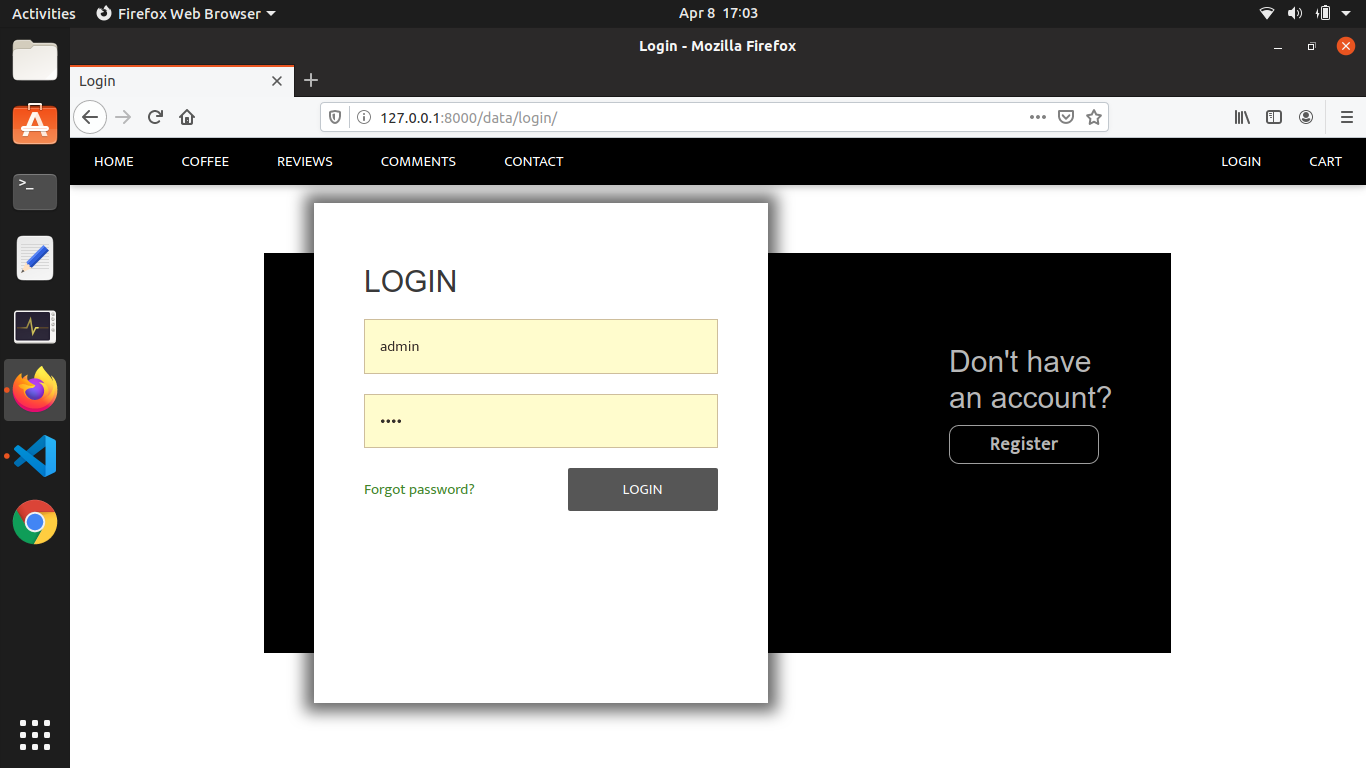 Activities Firefox Web Browser Apr 8 17:03
Login - Mozilla Firefox
Login
127.0.0.1:8000/data/login/
HOME COFFEE REVIEWS COMMENTS CONTACT LOGIN CART
LOGIN
admin
••••
Forgot password? LOGIN
Don't have
an account?
Register